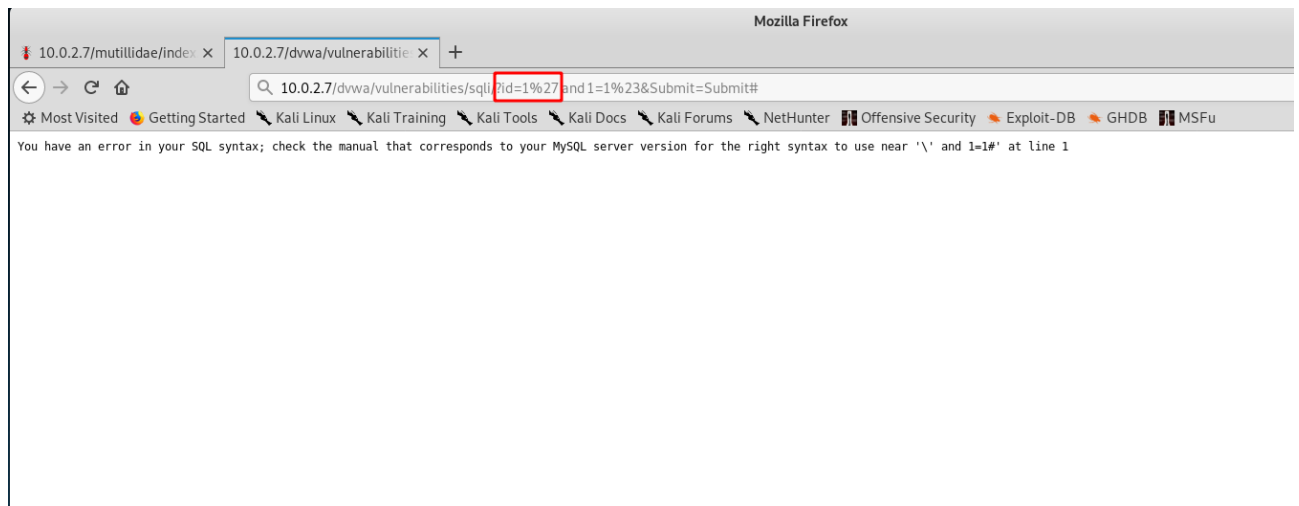 Mozilla Firefox
10.0.2.7/mutillidae/index 10.0.2.7/dvwa/vulnerabilitie
10.0.2.7/dvwa/vulnerabilities/sqli/?id=1%27 and 1=1%23&Submit=Submit#
Most Visited Getting Started Kali Linux Kali Training Kali Tools Kali Docs Kali Forums NetHunter Offensive Security Exploit-DB GHDB MSFu
You have an error in your SQL syntax; check the manual that corresponds to your MySQL server version for the right syntax to use near '\' and 1=1#' at line 1